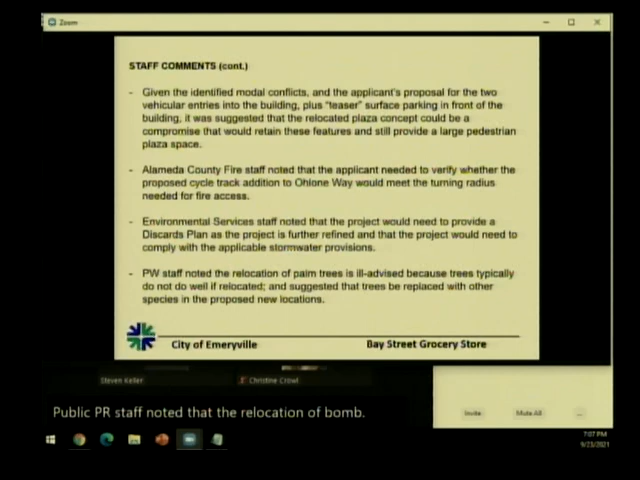 Zoom
STAFF COMMENTS (cont.)
- Given the identified modal conflicts, and the applicant's proposal for the two
vehicular entries into the building, plus "teaser" surface parking in front of the
building, it was suggested that the relocated plaza concept could be a
compromise that would retain these features and still provide a large pedestrian
plaza space.
- Alameda County Fire staff noted that the applicant needed to verify whether the
proposed cycle track addition to Ohlone Way would meet the turning radius
needed for fire access.
- Environmental Services staff noted that the project would need to provide a
Discards Plan as the project is further refined and that the project would need to
comply with the applicable stormwater provisions.
- PW staff noted the relocation of palm trees is ill-advised because trees typically
do not do well if relocated; and suggested that trees be replaced with other
species in the proposed new locations.
City of Emeryville
Bay Street Grocery Store
Steven Keller
Christine Crowl
Public PR staff noted that the relocation of bomb.
Invite
Mute All
...
7:07 PM
9/23/2021